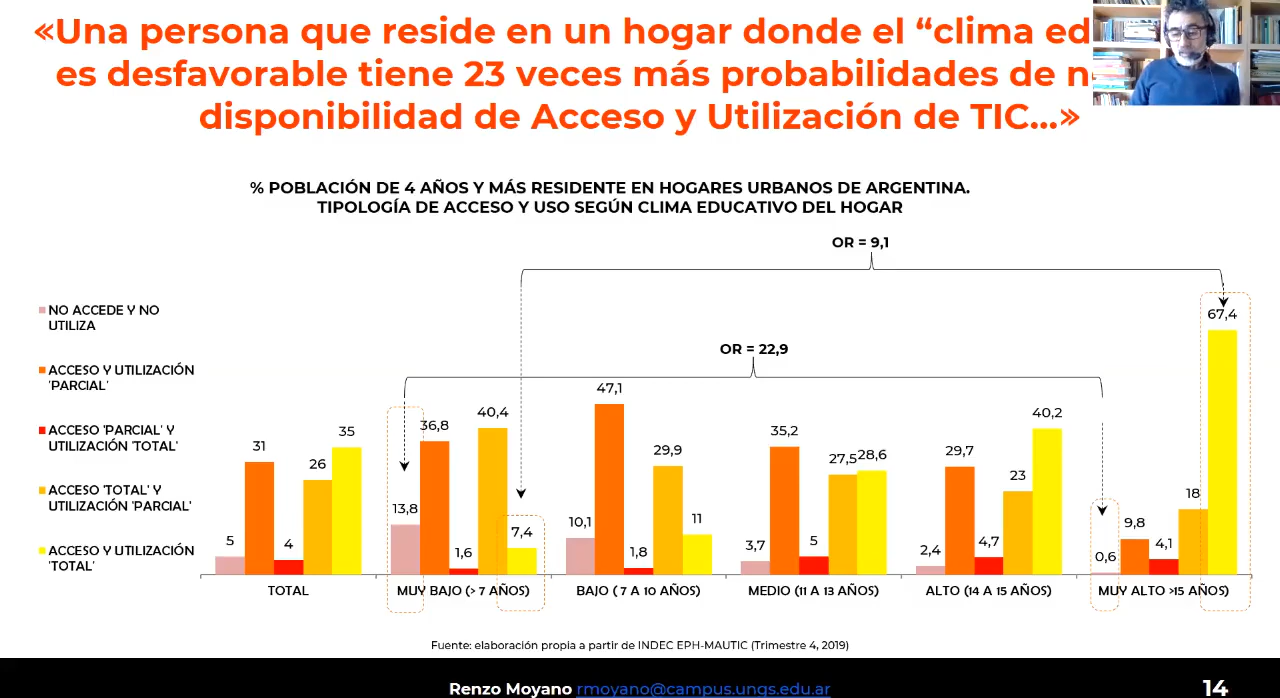 «Una persona que reside en un hogar donde el “clima
es desfavorable tiene 23 veces más probabilidades de
disponibilidad de Acceso y Utilización de TIC...»
% POBLACIÓN DE 4 AÑOS Y MÁS RESIDENTE EN HOGARES URBANOS DE ARGENTINA.
TIPOLOGÍA DE ACCESO Y USO SEGÚN CLIMA EDUCATIVO DEL HOGAR
OR = 9,1
OR = 22,9
NO ACCEDE Y NO
UTILIZA
ACCESO Y UTILIZACIÓN
'PARCIAL'
ACCESO 'PARCIAL' Y
UTILIZACIÓN 'TOTAL'
ACCESO 'TOTAL' Y
UTILIZACIÓN 'PARCIAL'
ACCESO Y UTILIZACIÓN
'TOTAL'
5 31 4 26 35
13,8 36,8 1,6 40,4 7,4
10,1 47,1 1,8 29,9 11
3,7 35,2 5 27,5 28,6
2,4 29,7 4,7 23 40,2
0,6 9,8 4,1 18 67,4
TOTAL MUY BAJO (> 7 AÑOS) BAJO ( 7 A 10 AÑOS) MEDIO (11 A 13 AÑOS) ALTO (14 A 15 AÑOS) MUY ALTO >15 AÑOS)
Fuente: elaboración propia a partir de INDEC EPH-MAUTIC (Trimestre 4, 2019)
Renzo Moyano rmoyano@campus.ungs.edu.ar
14